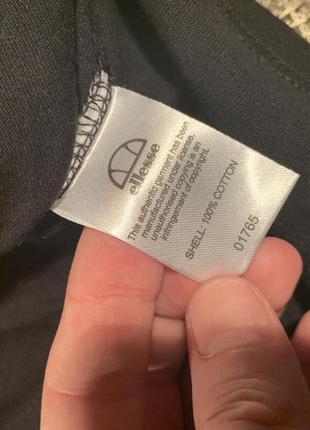 ellesse
This authentic garment has been
manufactured under license,
unauthorised copying is an
infringement of copyright.
SHELL: 100% COTTON
01765